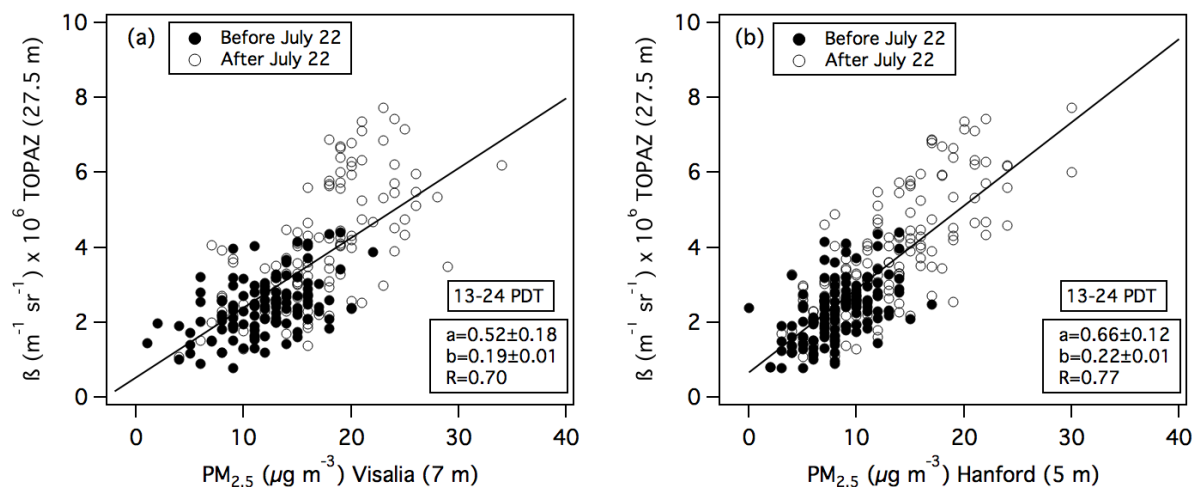 10
8
6
4
2
0
ß (m⁻¹ sr⁻¹) x 10⁶ TOPAZ (27.5 m)
(a)
Before July 22
After July 22
13-24 PDT
a=0.52±0.18
b=0.19±0.01
R=0.70
0 10 20 30 40
PM₂.₅ (µg m⁻³) Visalia (7 m)
10
8
6
4
2
0
ß (m⁻¹ sr⁻¹) x 10⁶ TOPAZ (27.5 m)
(b)
Before July 22
After July 22
13-24 PDT
a=0.66±0.12
b=0.22±0.01
R=0.77
0 10 20 30 40
PM₂.₅ (µg m⁻³) Hanford (5 m)